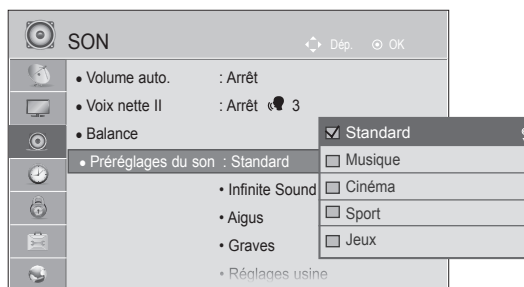 SON
Dép. OK
• Volume auto. : Arrêt
• Voix nette II : Arrêt 3
• Balance
• Préréglages du son : Standard
• Infinite Sound
• Aigus
• Graves
• Réglages usine
Standard
Musique
Cinéma
Sport
Jeux